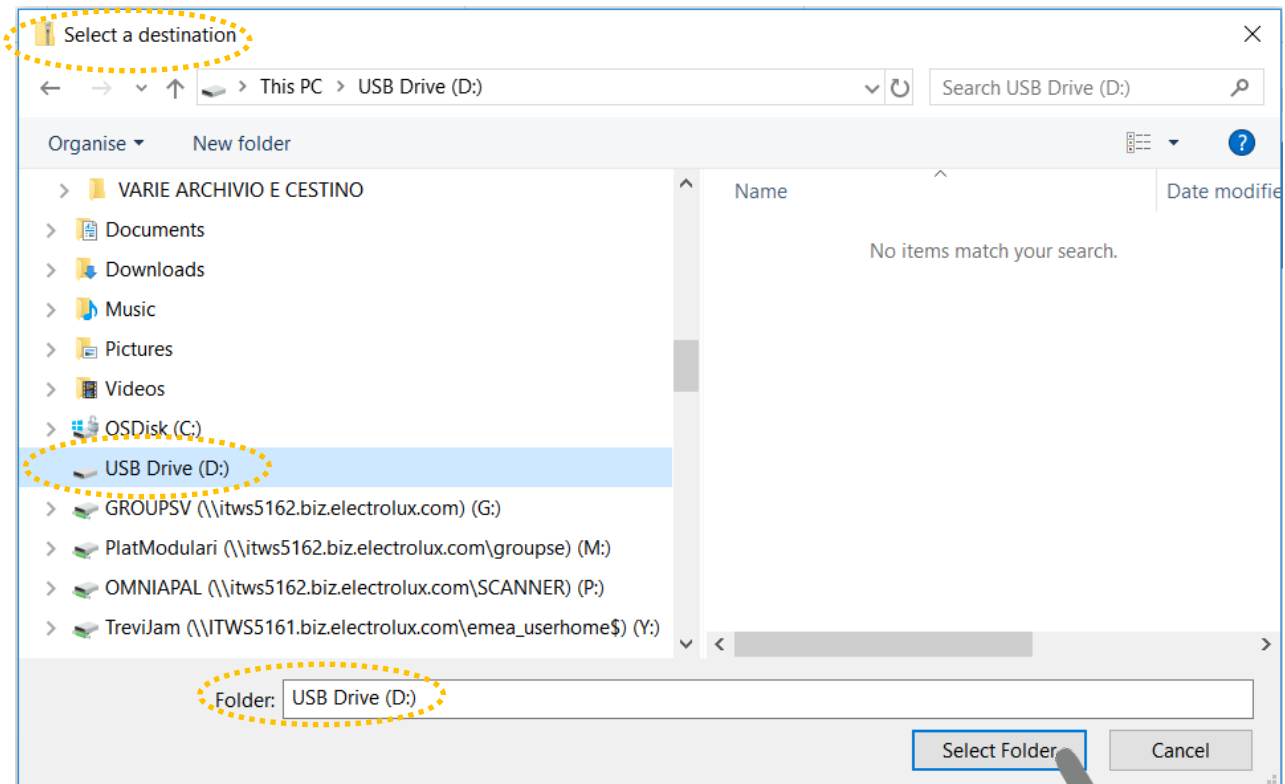 Select a destination
This PC > USB Drive (D:)
Search USB Drive (D:)
Organise
New folder
VARIE ARCHIVIO E CESTINO
Documents
Downloads
Music
Pictures
Videos
OSDisk (C:)
USB Drive (D:)
GROUPSV (\\itws5162.biz.electrolux.com) (G:)
PlatModulari (\\itws5162.biz.electrolux.com\groupse) (M:)
OMNIAPAL (\\itws5162.biz.electrolux.com\SCANNER) (P:)
TreviJam (\\ITWS5161.biz.electrolux.com\emea_userhome$) (Y:)
Name
Date modifie
No items match your search.
Folder: USB Drive (D:)
Select Folder
Cancel